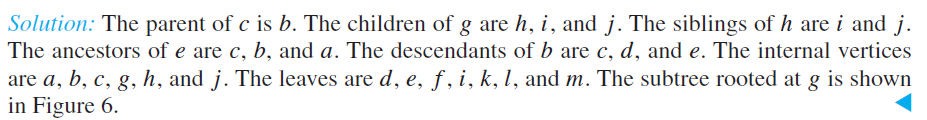 Solution: The parent of c is b. The children of g are h, i, and j. The siblings of h are i and j.
The ancestors of e are c, b, and a. The descendants of b are c, d, and e. The internal vertices
are a, b, c, g, h, and j. The leaves are d, e, f, i, k, l, and m. The subtree rooted at g is shown
in Figure 6.